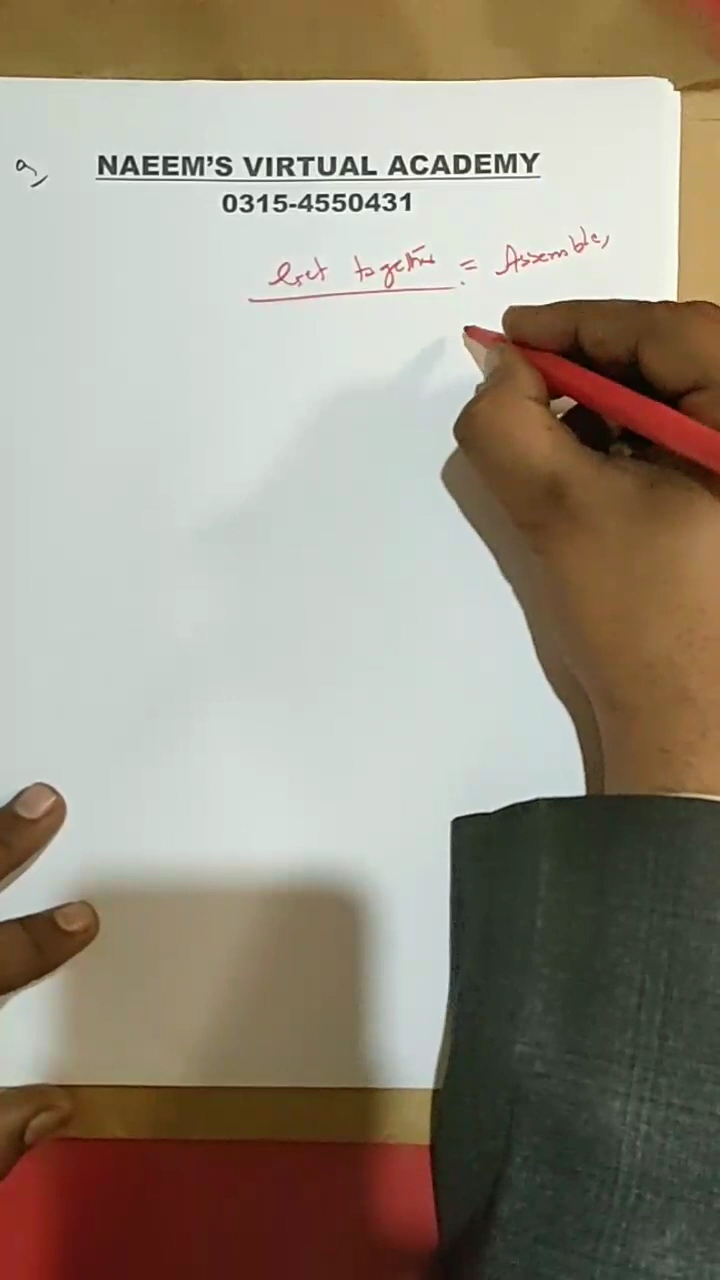 NAEEM'S VIRTUAL ACADEMY
0315-4550431
Get together = Assemble,